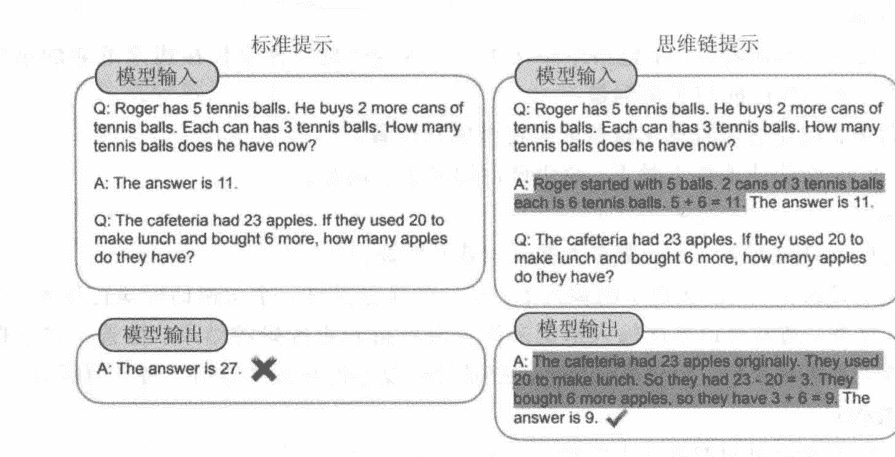 标准提示
模型输入
Q: Roger has 5 tennis balls. He buys 2 more cans of
tennis balls. Each can has 3 tennis balls. How many
tennis balls does he have now?
A: The answer is 11.
Q: The cafeteria had 23 apples. If they used 20 to
make lunch and bought 6 more, how many apples
do they have?
模型输出
A: The answer is 27.
思维链提示
模型输入
Q: Roger has 5 tennis balls. He buys 2 more cans of
tennis balls. Each can has 3 tennis balls. How many
tennis balls does he have now?
A: Roger started with 5 balls. 2 cans of 3 tennis balls
each is 6 tennis balls. 5 + 6 = 11. The answer is 11.
Q: The cafeteria had 23 apples. If they used 20 to
make lunch and bought 6 more, how many apples
do they have?
模型输出
A: The cafeteria had 23 apples originally. They used
20 to make lunch. So they had 23 - 20 = 3. They
bought 6 more apples, so they have 3 + 6 = 9. The
answer is 9.